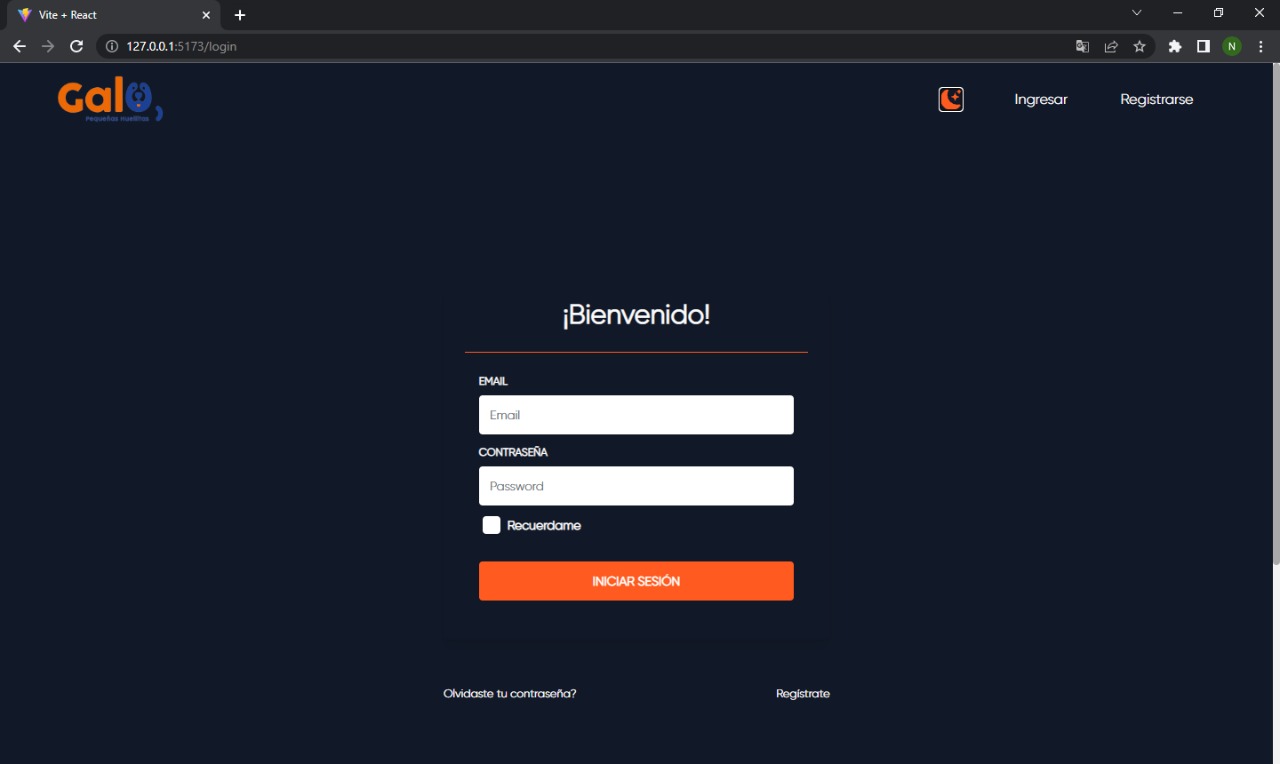 Vite + React
127.0.0.1:5173/login
N
Galo
Pequeñas Huellitas
Ingresar
Registrarse
¡Bienvenido!
EMAIL
Email
CONTRASEÑA
Password
Recuerdame
INICIAR SESIÓN
Olvidaste tu contraseña?
Regístrate